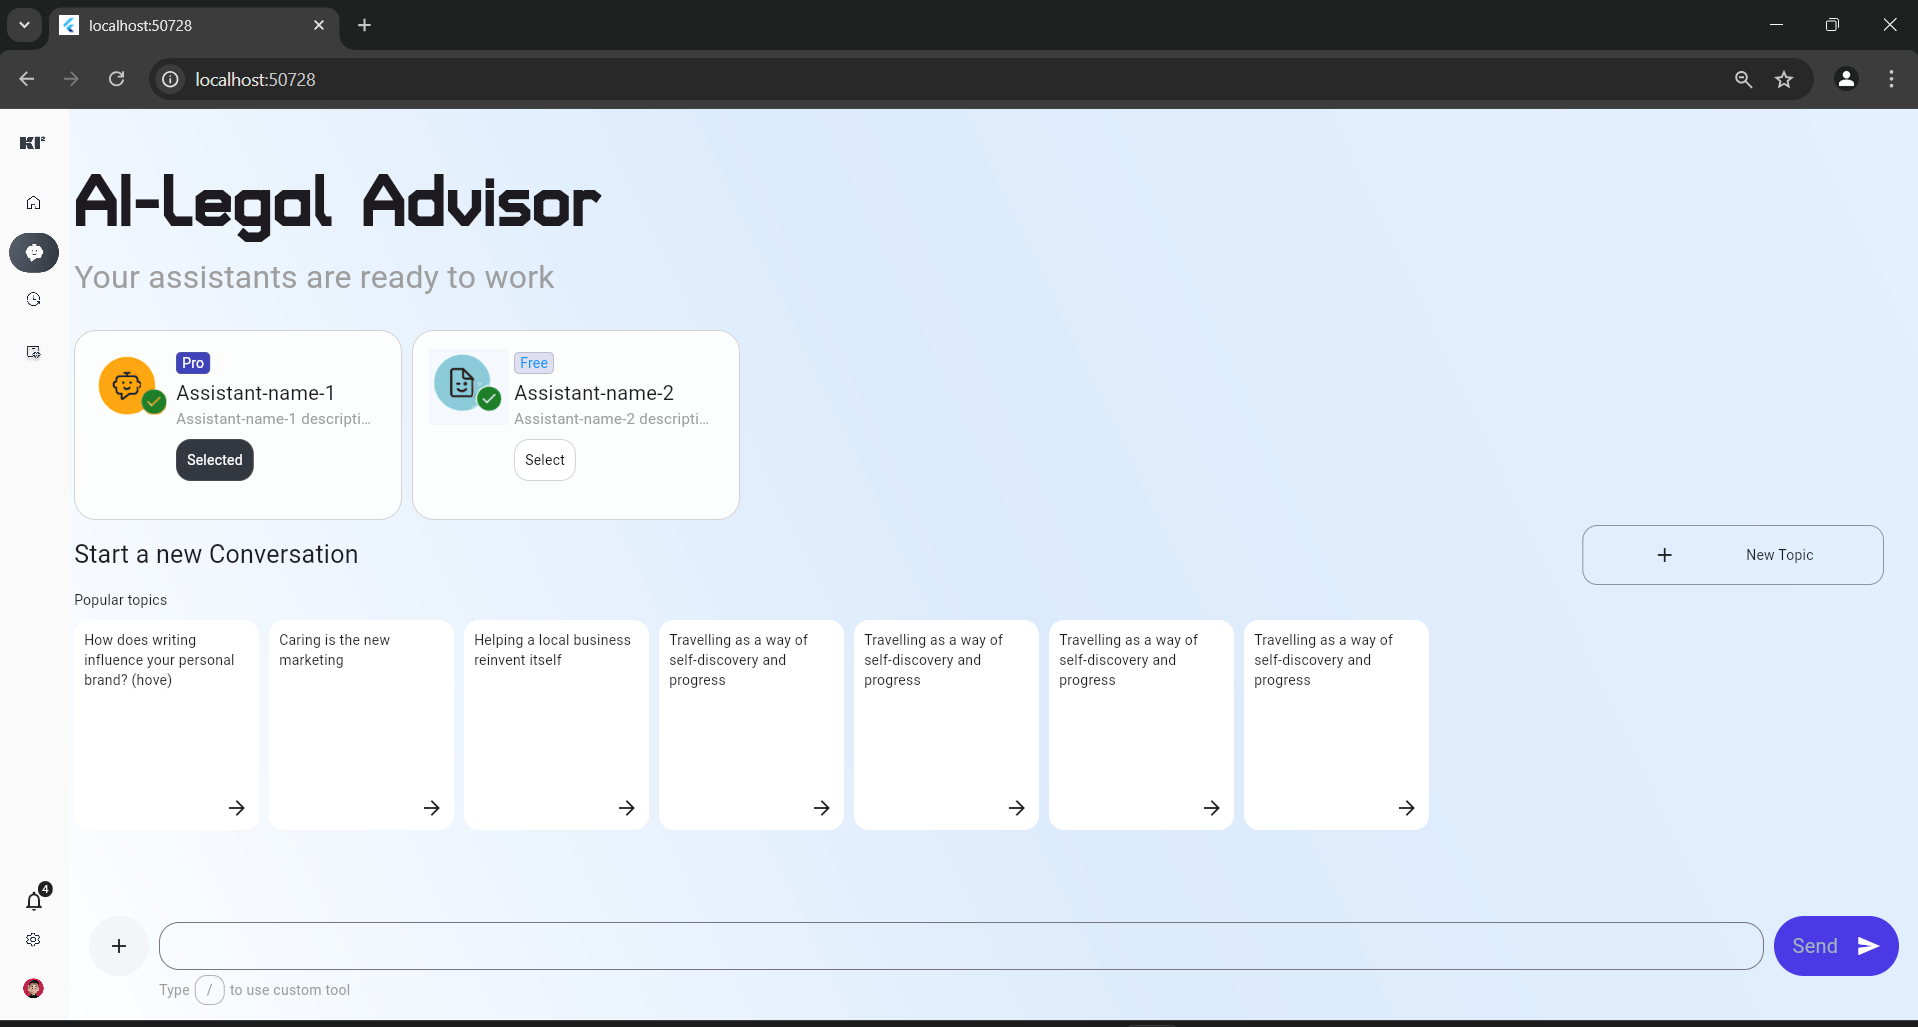 localhost:50728
localhost:50728
KI²
AI-Legal Advisor
Your assistants are ready to work
Pro
Assistant-name-1
Assistant-name-1 descripti...
Selected
Free
Assistant-name-2
Assistant-name-2 descripti...
Select
Start a new Conversation
+ New Topic
Popular topics
How does writing
influence your personal
brand? (hove)
Caring is the new
marketing
Helping a local business
reinvent itself
Travelling as a way of
self-discovery and
progress
Travelling as a way of
self-discovery and
progress
Travelling as a way of
self-discovery and
progress
Travelling as a way of
self-discovery and
progress
4
Send
Type / to use custom tool